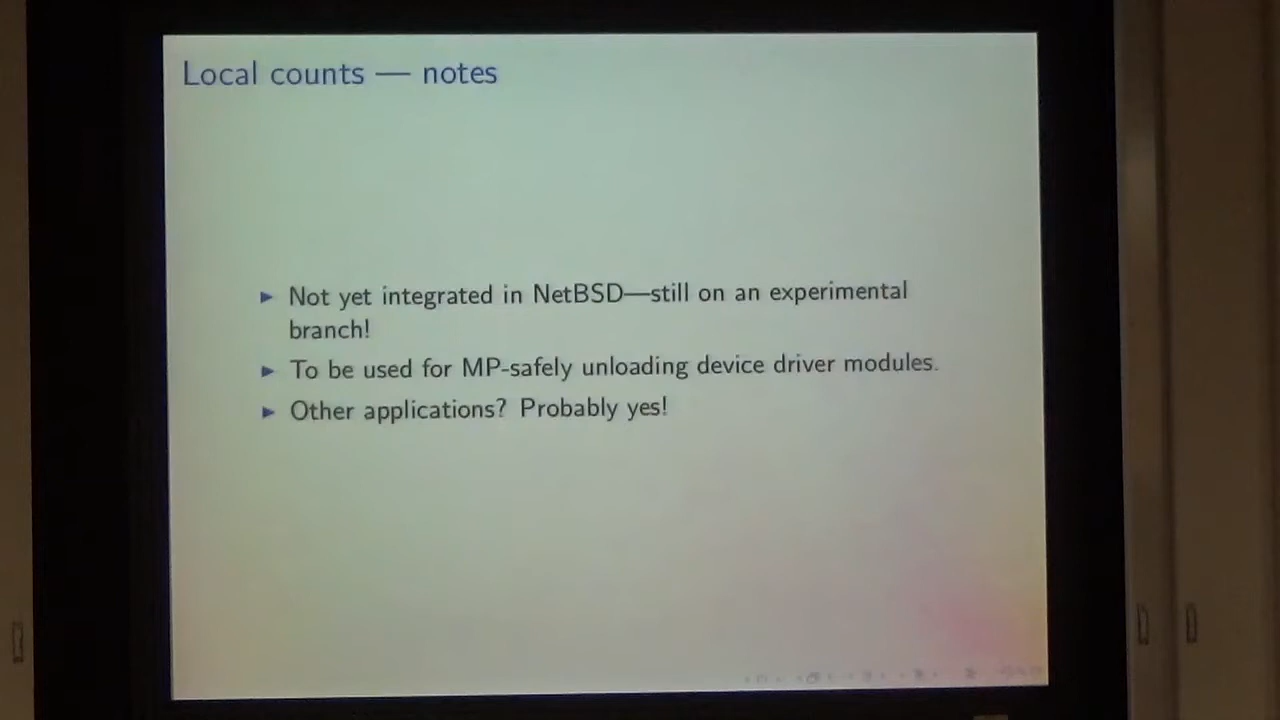 Local counts — notes
► Not yet integrated in NetBSD—still on an experimental
branch!
► To be used for MP-safely unloading device driver modules.
► Other applications? Probably yes!